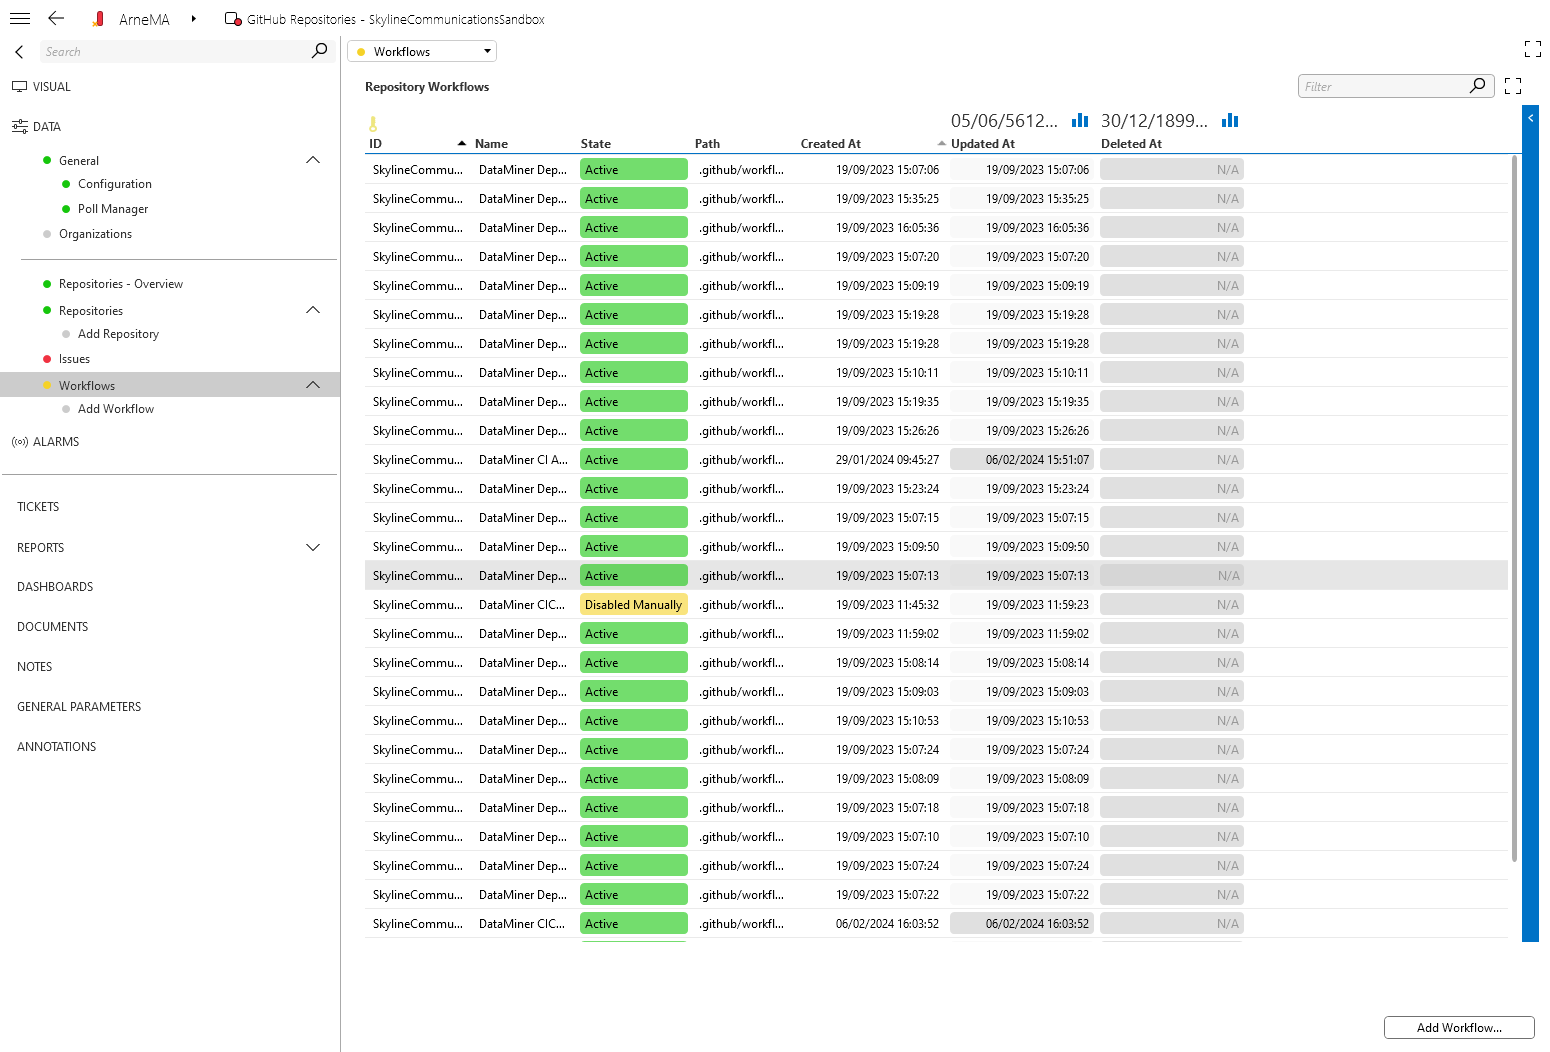 ArneMA
GitHub Repositories - SkylineCommunicationsSandbox
Search
VISUAL
DATA
General
Configuration
Poll Manager
Organizations
Repositories - Overview
Repositories
Add Repository
Issues
Workflows
Add Workflow
ALARMS
TICKETS
REPORTS
DASHBOARDS
DOCUMENTS
NOTES
GENERAL PARAMETERS
ANNOTATIONS
Workflows
Repository Workflows
Filter
05/06/5612... 30/12/1899...
ID Name State Path Created At Updated At Deleted At
SkylineCommu... DataMiner Dep... Active .github/workfl... 19/09/2023 15:07:06 19/09/2023 15:07:06 N/A
SkylineCommu... DataMiner Dep... Active .github/workfl... 19/09/2023 15:35:25 19/09/2023 15:35:25 N/A
SkylineCommu... DataMiner Dep... Active .github/workfl... 19/09/2023 16:05:36 19/09/2023 16:05:36 N/A
SkylineCommu... DataMiner Dep... Active .github/workfl... 19/09/2023 15:07:20 19/09/2023 15:07:20 N/A
SkylineCommu... DataMiner Dep... Active .github/workfl... 19/09/2023 15:09:19 19/09/2023 15:09:19 N/A
SkylineCommu... DataMiner Dep... Active .github/workfl... 19/09/2023 15:19:28 19/09/2023 15:19:28 N/A
SkylineCommu... DataMiner Dep... Active .github/workfl... 19/09/2023 15:19:28 19/09/2023 15:19:28 N/A
SkylineCommu... DataMiner Dep... Active .github/workfl... 19/09/2023 15:10:11 19/09/2023 15:10:11 N/A
SkylineCommu... DataMiner Dep... Active .github/workfl... 19/09/2023 15:19:35 19/09/2023 15:19:35 N/A
SkylineCommu... DataMiner Dep... Active .github/workfl... 19/09/2023 15:26:26 19/09/2023 15:26:26 N/A
SkylineCommu... DataMiner CI A... Active .github/workfl... 29/01/2024 09:45:27 06/02/2024 15:51:07 N/A
SkylineCommu... DataMiner Dep... Active .github/workfl... 19/09/2023 15:23:24 19/09/2023 15:23:24 N/A
SkylineCommu... DataMiner Dep... Active .github/workfl... 19/09/2023 15:07:15 19/09/2023 15:07:15 N/A
SkylineCommu... DataMiner Dep... Active .github/workfl... 19/09/2023 15:09:50 19/09/2023 15:09:50 N/A
SkylineCommu... DataMiner Dep... Active .github/workfl... 19/09/2023 15:07:13 19/09/2023 15:07:13 N/A
SkylineCommu... DataMiner CIC... Disabled Manually .github/workfl... 19/09/2023 11:45:32 19/09/2023 11:59:23 N/A
SkylineCommu... DataMiner Dep... Active .github/workfl... 19/09/2023 11:59:02 19/09/2023 11:59:02 N/A
SkylineCommu... DataMiner Dep... Active .github/workfl... 19/09/2023 15:08:14 19/09/2023 15:08:14 N/A
SkylineCommu... DataMiner Dep... Active .github/workfl... 19/09/2023 15:09:03 19/09/2023 15:09:03 N/A
SkylineCommu... DataMiner Dep... Active .github/workfl... 19/09/2023 15:10:53 19/09/2023 15:10:53 N/A
SkylineCommu... DataMiner Dep... Active .github/workfl... 19/09/2023 15:07:24 19/09/2023 15:07:24 N/A
SkylineCommu... DataMiner Dep... Active .github/workfl... 19/09/2023 15:08:09 19/09/2023 15:08:09 N/A
SkylineCommu... DataMiner Dep... Active .github/workfl... 19/09/2023 15:07:18 19/09/2023 15:07:18 N/A
SkylineCommu... DataMiner Dep... Active .github/workfl... 19/09/2023 15:07:10 19/09/2023 15:07:10 N/A
SkylineCommu... DataMiner Dep... Active .github/workfl... 19/09/2023 15:07:24 19/09/2023 15:07:24 N/A
SkylineCommu... DataMiner Dep... Active .github/workfl... 19/09/2023 15:07:22 19/09/2023 15:07:22 N/A
SkylineCommu... DataMiner CIC... Active .github/workfl... 06/02/2024 16:03:52 06/02/2024 16:03:52 N/A
Add Workflow...